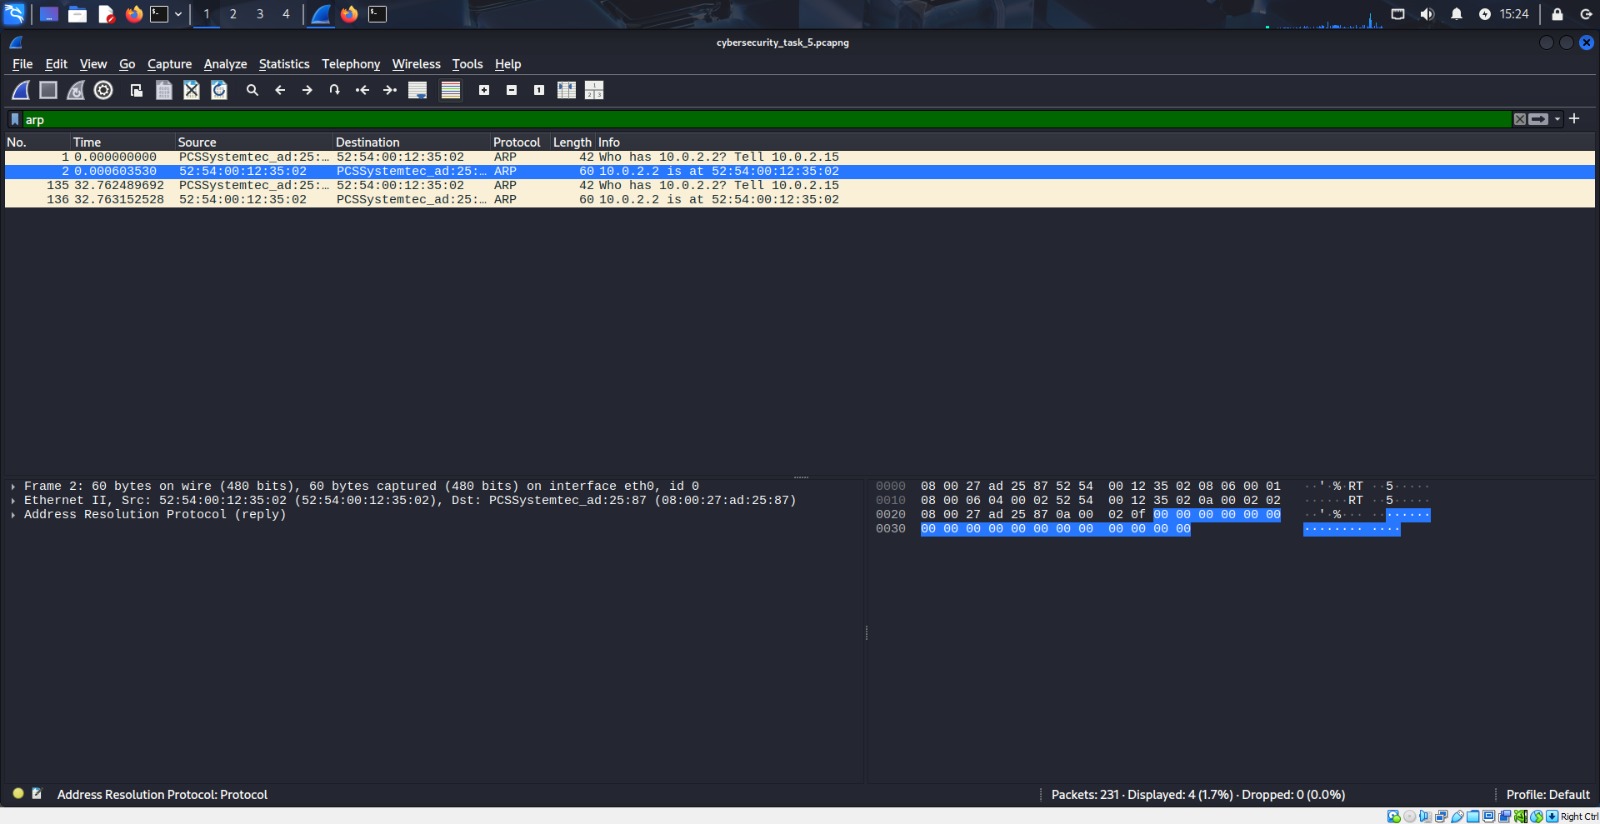 1 2 3 4 15:24
cybersecurity_task_5.pcapng
File Edit View Go Capture Analyze Statistics Telephony Wireless Tools Help
arp
No. Time Source Destination Protocol Length Info
1 0.000000000 PCSSystemtec_ad:25:… 52:54:00:12:35:02 ARP 42 Who has 10.0.2.2? Tell 10.0.2.15
2 0.000603530 52:54:00:12:35:02 PCSSystemtec_ad:25:… ARP 60 10.0.2.2 is at 52:54:00:12:35:02
135 32.762489692 PCSSystemtec_ad:25:… 52:54:00:12:35:02 ARP 42 Who has 10.0.2.2? Tell 10.0.2.15
136 32.763152528 52:54:00:12:35:02 PCSSystemtec_ad:25:… ARP 60 10.0.2.2 is at 52:54:00:12:35:02
Frame 2: 60 bytes on wire (480 bits), 60 bytes captured (480 bits) on interface eth0, id 0
Ethernet II, Src: 52:54:00:12:35:02 (52:54:00:12:35:02), Dst: PCSSystemtec_ad:25:87 (08:00:27:ad:25:87)
Address Resolution Protocol (reply)
0000 08 00 27 ad 25 87 52 54 00 12 35 02 08 06 00 01 ··'·%·RT ··5·····
0010 08 00 06 04 00 02 52 54 00 12 35 02 0a 00 02 02 ······RT ··5·····
0020 08 00 27 ad 25 87 0a 00 02 0f 00 00 00 00 00 00 ··'·%··· ········
0030 00 00 00 00 00 00 00 00 00 00 00 00 ········ ····
Address Resolution Protocol: Protocol
Packets: 231 · Displayed: 4 (1.7%) · Dropped: 0 (0.0%)
Profile: Default
Right Ctrl